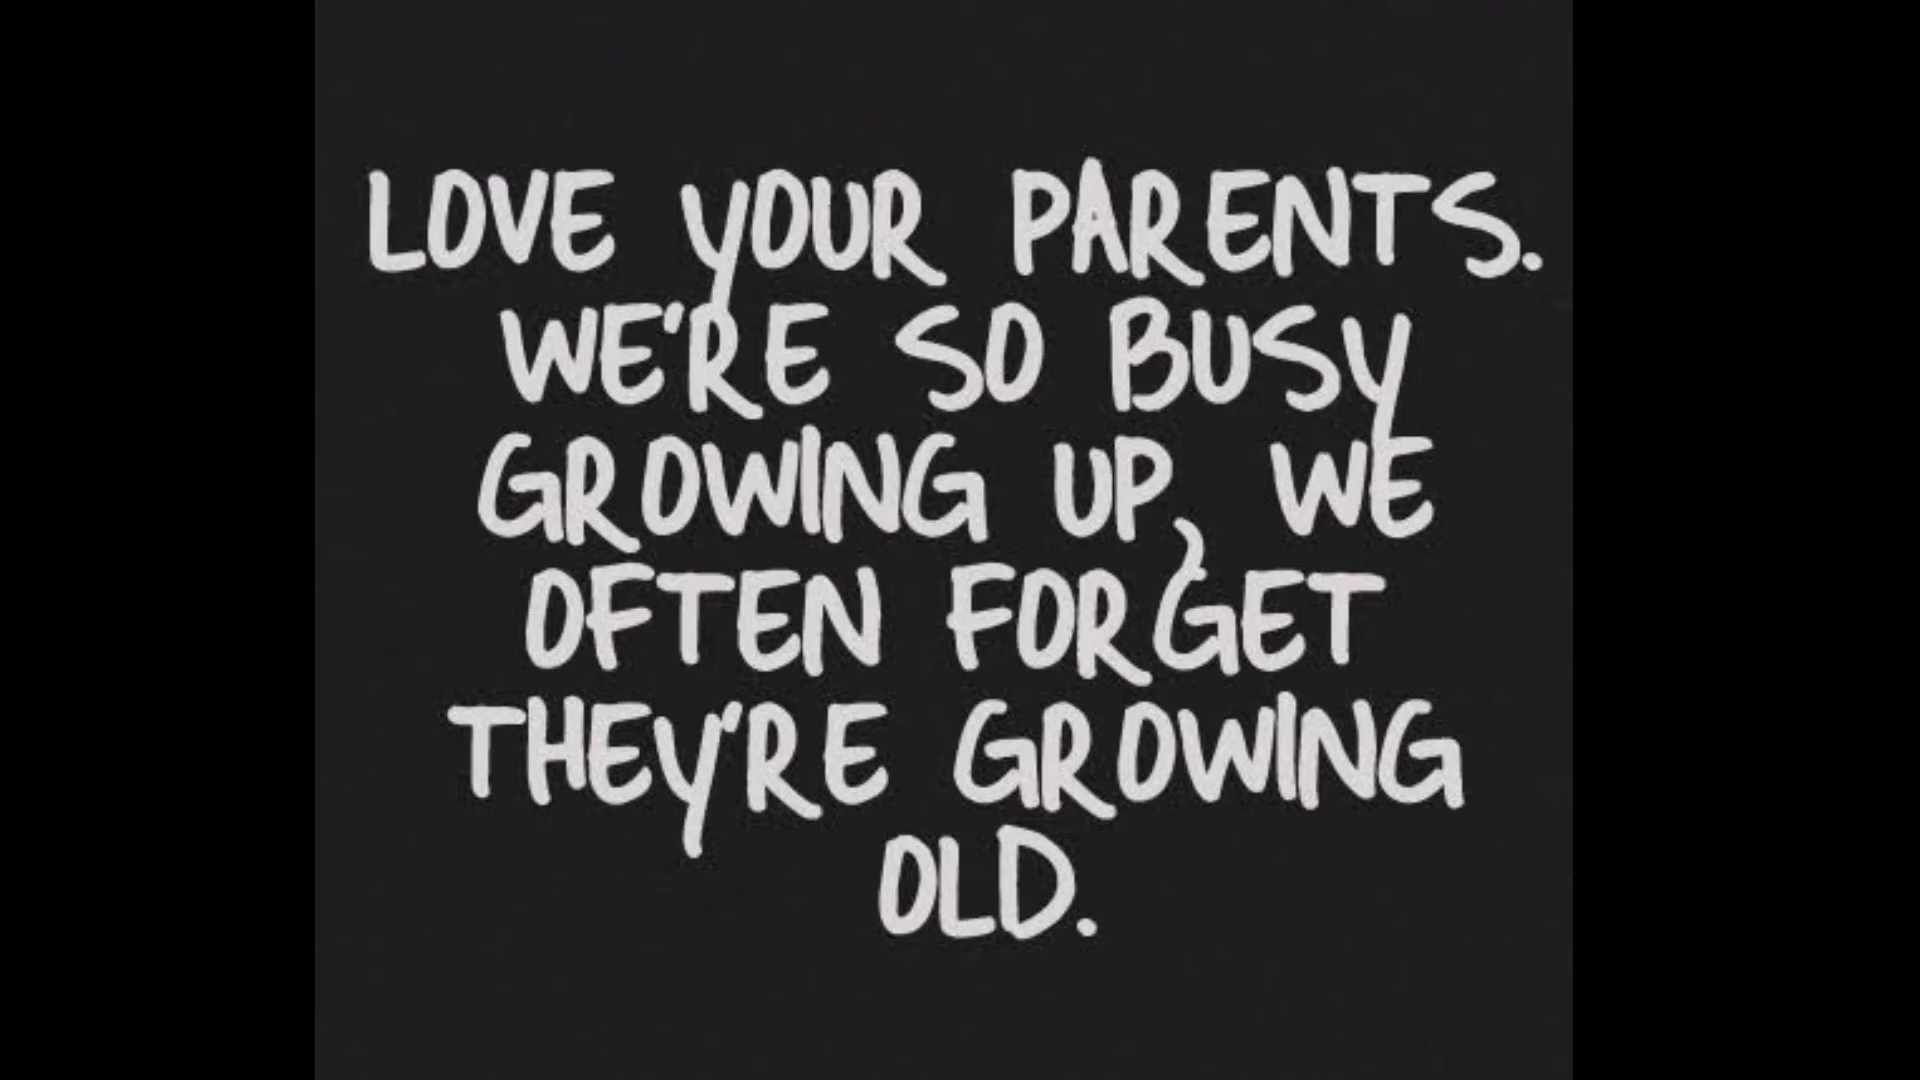 LOVE YOUR PARENTS.
WE'RE SO BUSY
GROWING UP, WE
OFTEN FORGET
THEY'RE GROWING
OLD.